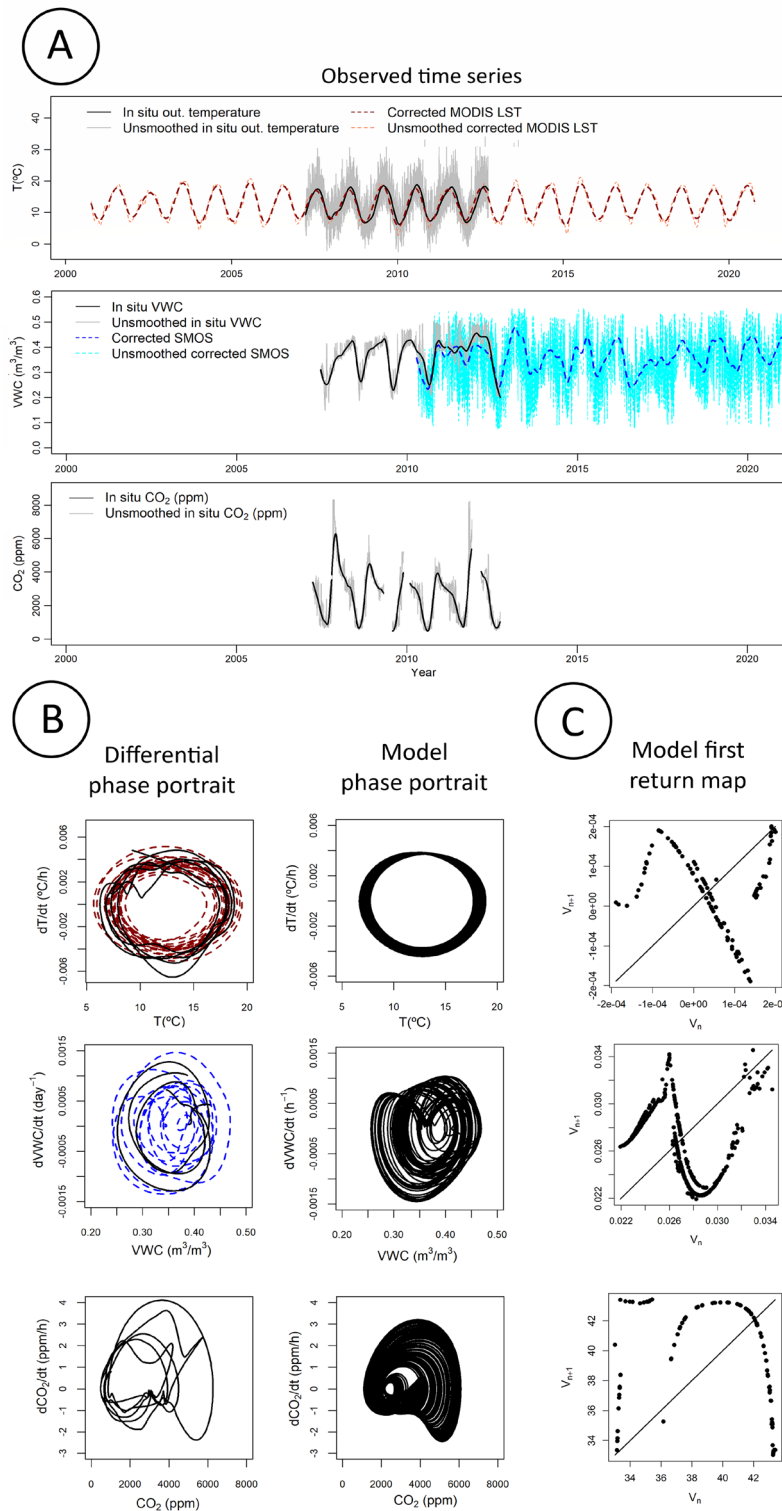 A
Observed time series
In situ out. temperature
Unsmoothed in situ out. temperature
Corrected MODIS LST
Unsmoothed corrected MODIS LST
T(ºC)
40
30
20
10
0
2000 2005 2010 2015 2020
In situ VWC
Unsmoothed in situ VWC
Corrected SMOS
Unsmoothed corrected SMOS
VWC (m³/m³)
0.6
0.5
0.4
0.3
0.2
0.1
0.0
2000 2005 2010 2015 2020
In situ CO₂ (ppm)
Unsmoothed in situ CO₂ (ppm)
CO₂ (ppm)
8000
6000
4000
2000
0
2000 2005 2010 2015 2020
Year
B
Differential
phase portrait
Model
phase portrait
C
Model first
return map
dT/dt (ºC/h)
0.006
0.002
-0.002
-0.006
5 10 15 20
T(ºC)
dT/dt (ºC/h)
0.006
0.002
-0.002
-0.006
5 10 15 20
T(ºC)
Vₙ₊₁
2e-04
1e-04
0e+00
-1e-04
-2e-04
-2e-04 -1e-04 0e+00 1e-04 2e-0
Vₙ
dVWC/dt (day⁻¹)
0.0015
0.0005
-0.0005
-0.0015
0.20 0.30 0.40 0.50
VWC (m³/m³)
dVWC/dt (h⁻¹)
0.0015
0.0005
-0.0005
-0.0015
0.20 0.30 0.40 0.50
VWC (m³/m³)
Vₙ₊₁
0.034
0.030
0.026
0.022
0.022 0.026 0.030 0.034
Vₙ
dCO₂/dt (ppm/h)
4
3
2
1
0
-1
-2
-3
0 2000 4000 6000 8000
CO₂ (ppm)
dCO₂/dt (ppm/h)
4
3
2
1
0
-1
-2
-3
0 2000 4000 6000 8000
CO₂ (ppm)
Vₙ₊₁
42
40
38
36
34
34 36 38 40 42
Vₙ